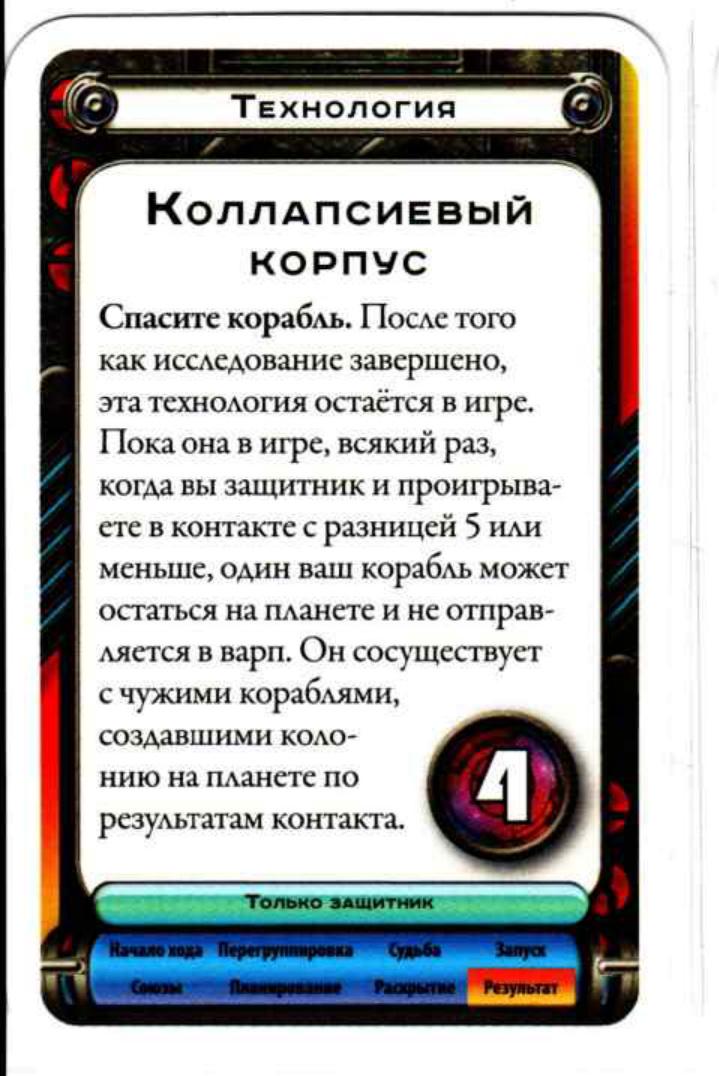 Технология
Коллапсиевый
корпус
Спасите корабль. После того
как исследование завершено,
эта технология остаётся в игре.
Пока она в игре, всякий раз,
когда вы защитник и проигрыва-
ете в контакте с разницей 5 или
меньше, один ваш корабль может
остаться на планете и не отправ-
ляется в варп. Он сосуществует
с чужими кораблями,
создавшими коло-
нию на планете по
результатам контакта.
4
Только защитник
Начало хода Перегруппировка Судьба Запуск
Союзы Планирование Раскрытие Результат